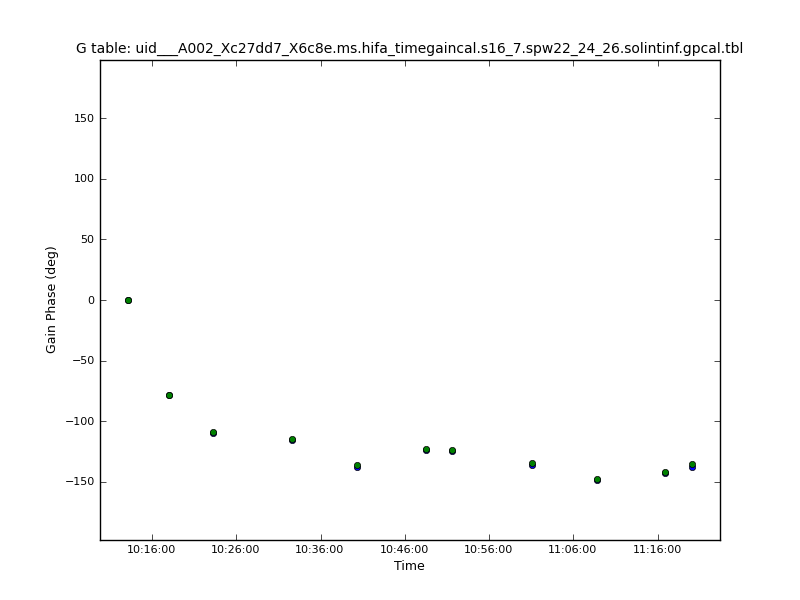 G table: uid___A002_Xc27dd7_X6c8e.ms.hifa_timegaincal.s16_7.spw22_24_26.solintinf.gpcal.tbl
150
100
50
0
−50
−100
−150
Gain Phase (deg)
10:16:00 10:26:00 10:36:00 10:46:00 10:56:00 11:06:00 11:16:00
Time